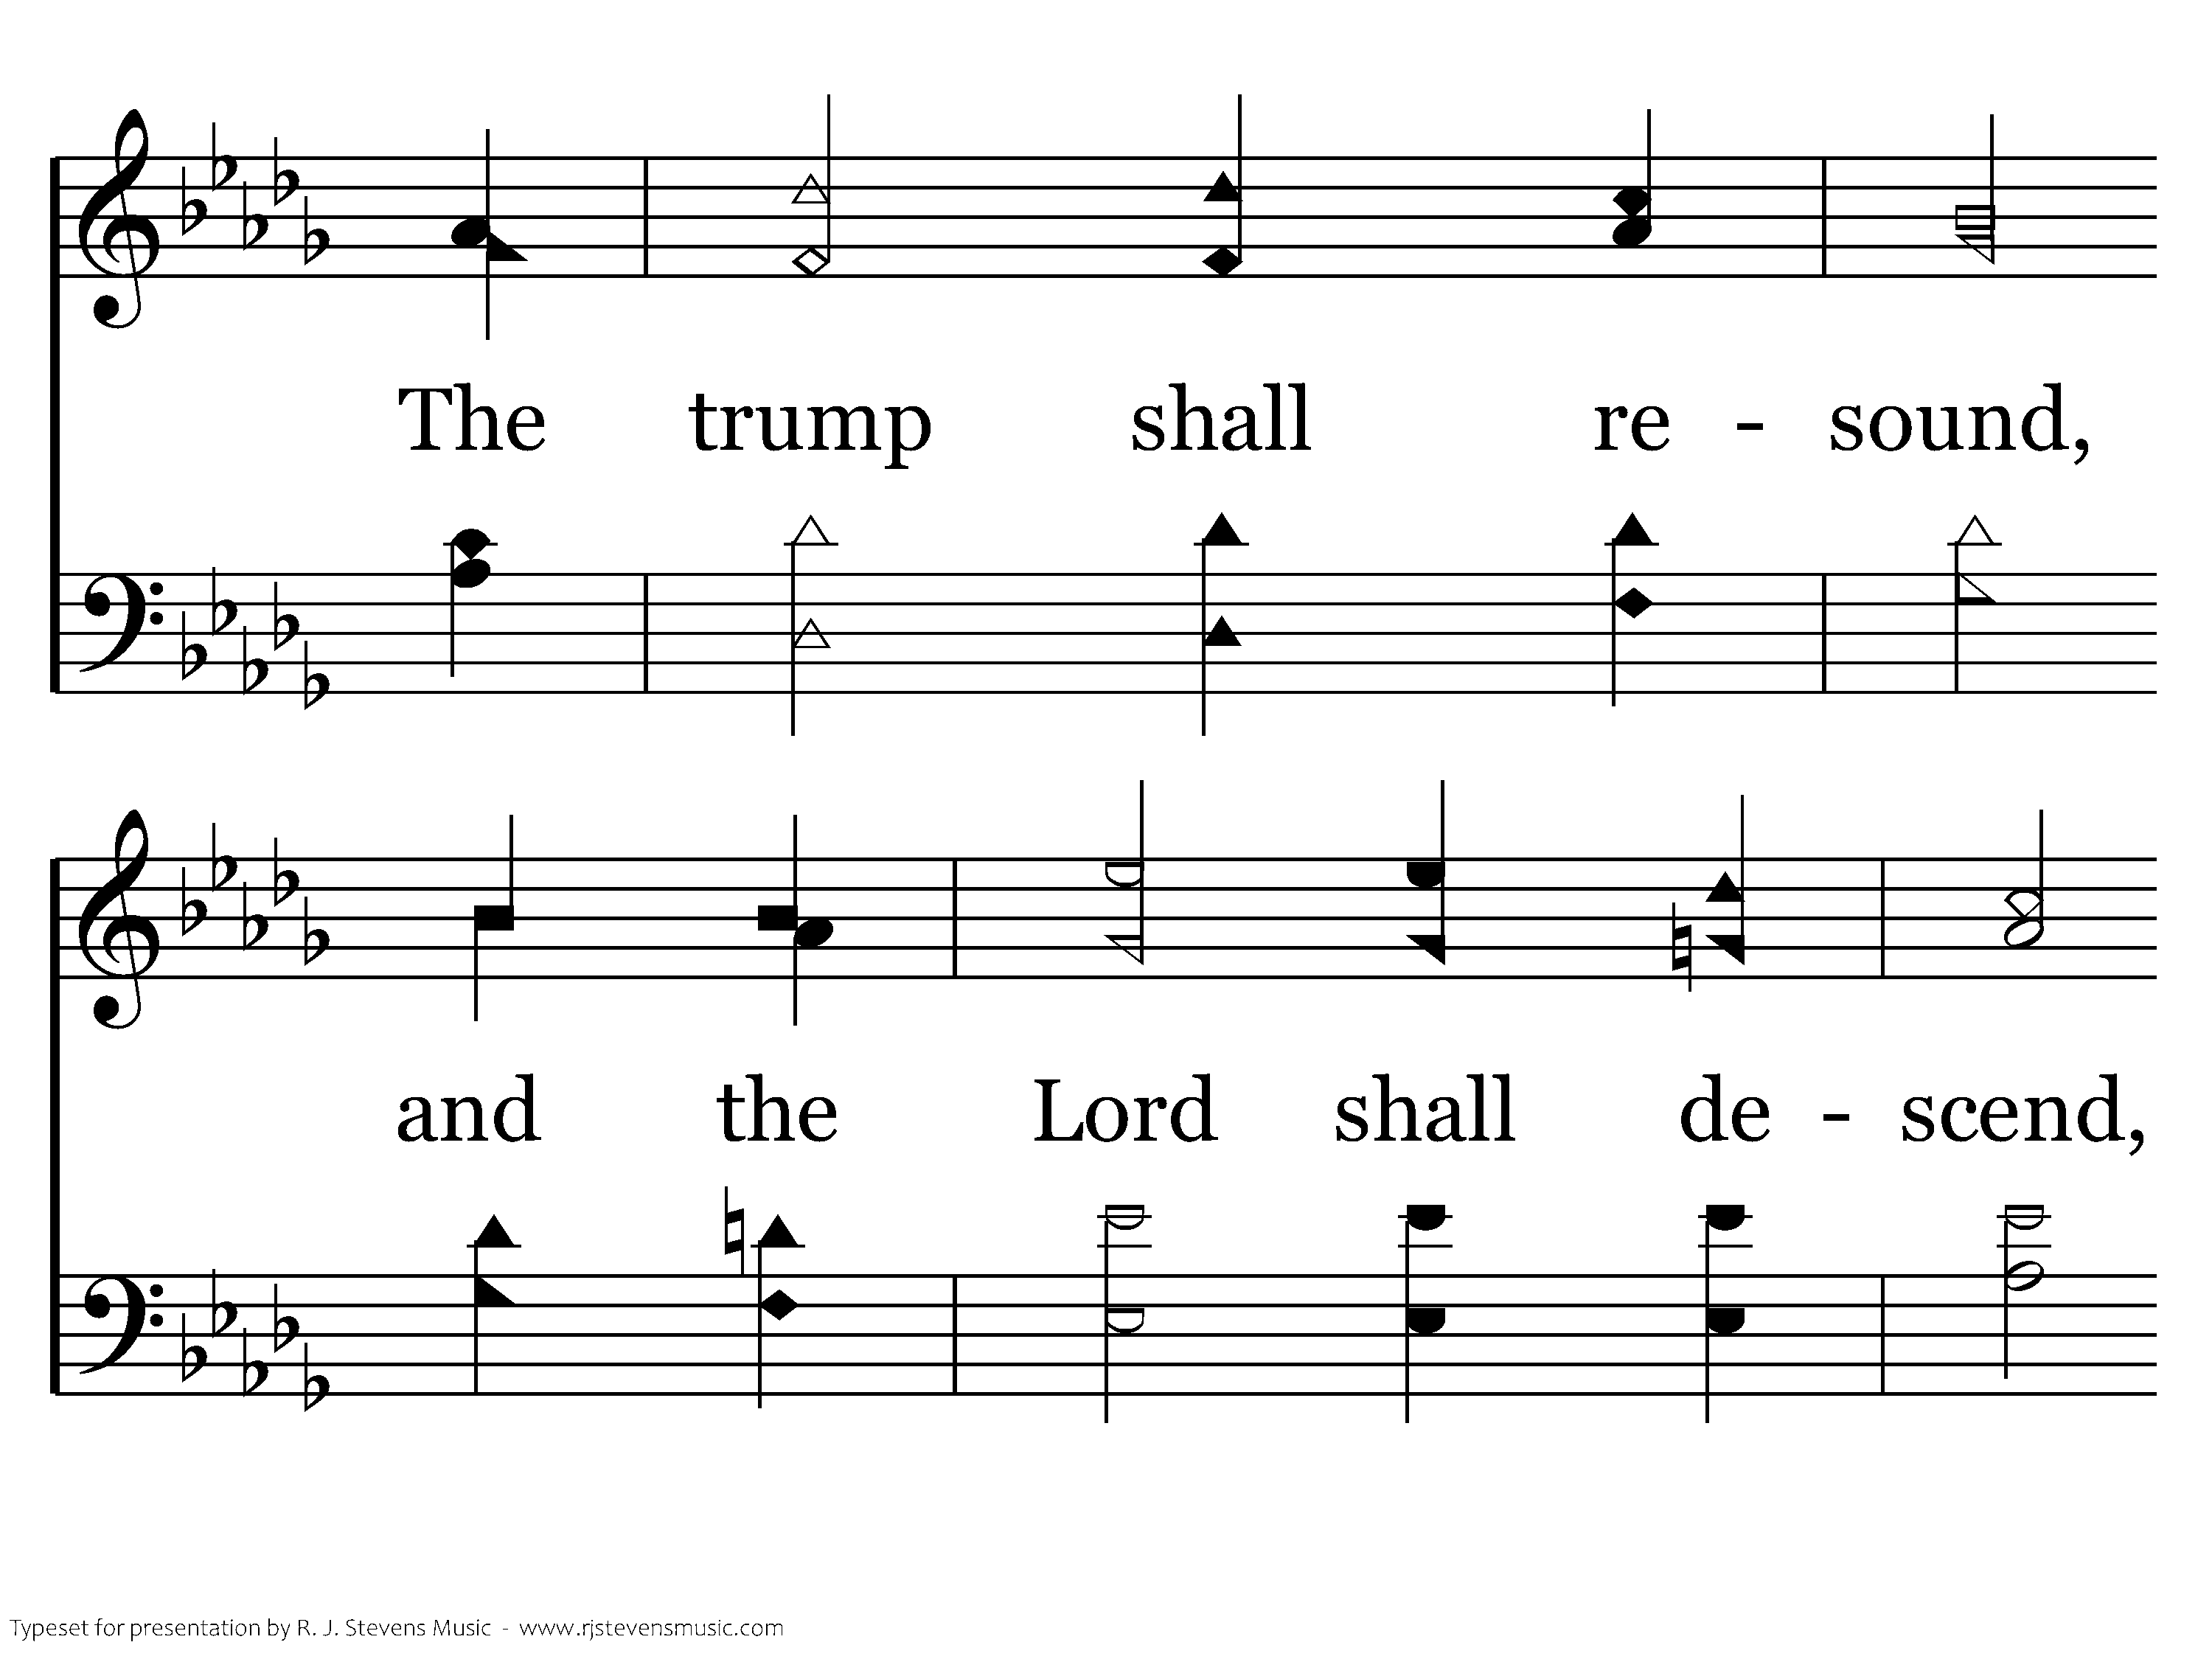 The trump shall re - sound,
and the Lord shall de - scend,
Typeset for presentation by R. J. Stevens Music - www.rjstevensmusic.com